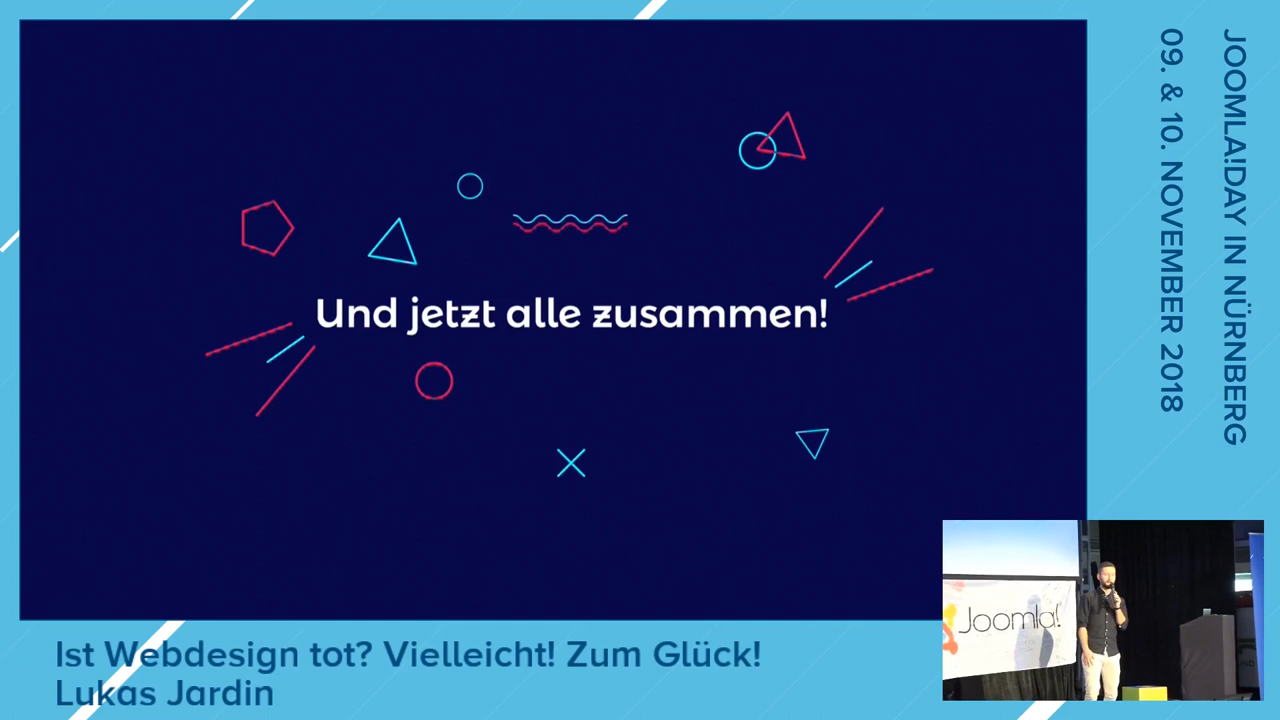 Und jetzt alle zusammen!
JOOMLA!DAY IN NÜRNBERG
09. & 10. NOVEMBER 2018
Joomla!
Ist Webdesign tot? Vielleicht! Zum Glück!
Lukas Jardin